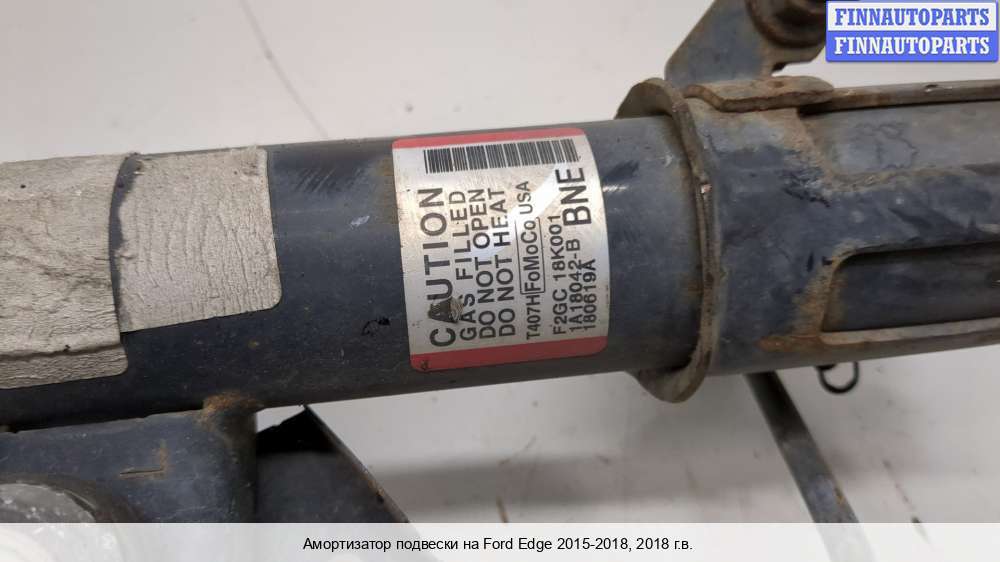 FINNAUTOPARTS
FINNAUTOPARTS
CAUTION
GAS FILLED
DO NOT OPEN
DO NOT HEAT
T407H FoMoCo USA
F2GC 18K001
1A18042-B BNE
180619A
Амортизатор подвески на Ford Edge 2015-2018, 2018 г.в.